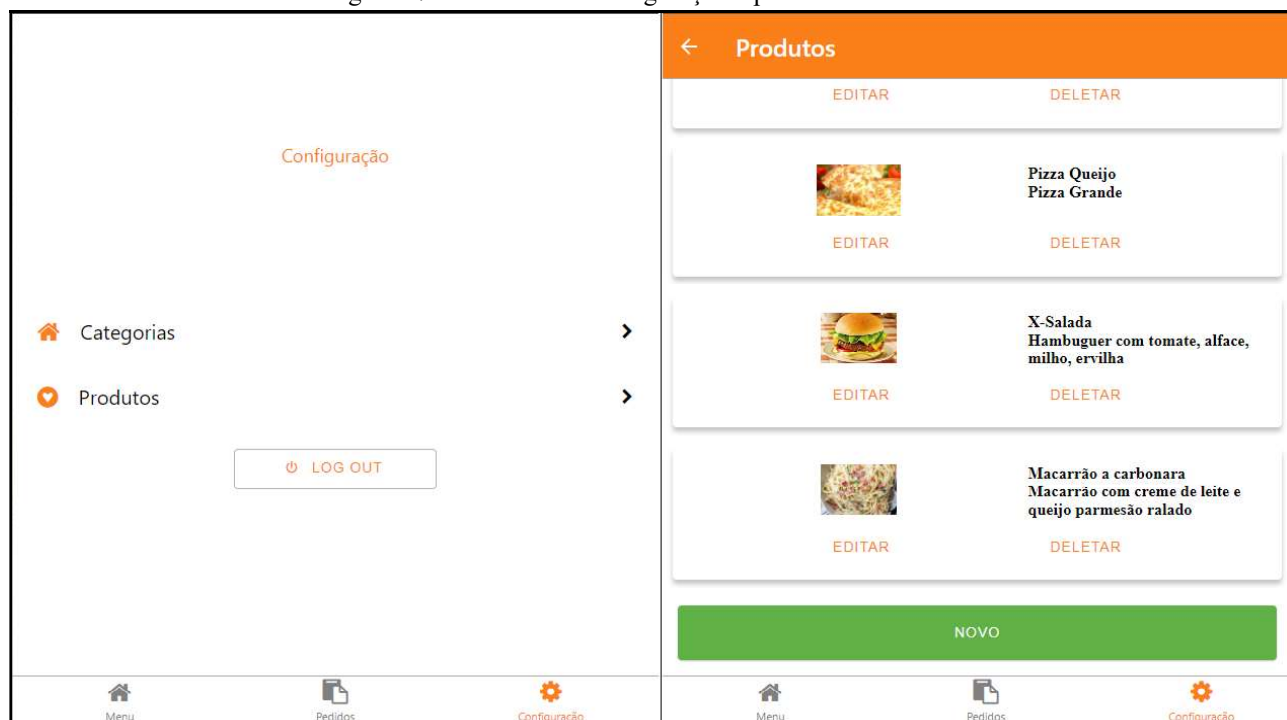 Configuração
Categorias
Produtos
LOG OUT
Menu
Pedidos
Configuração
Produtos
EDITAR
DELETAR
Pizza Queijo
Pizza Grande
EDITAR
DELETAR
X-Salada
Hambuguer com tomate, alface,
milho, ervilha
EDITAR
DELETAR
Macarrão a carbonara
Macarrão com creme de leite e
queijo parmesão ralado
EDITAR
DELETAR
NOVO
Menu
Pedidos
Configuração